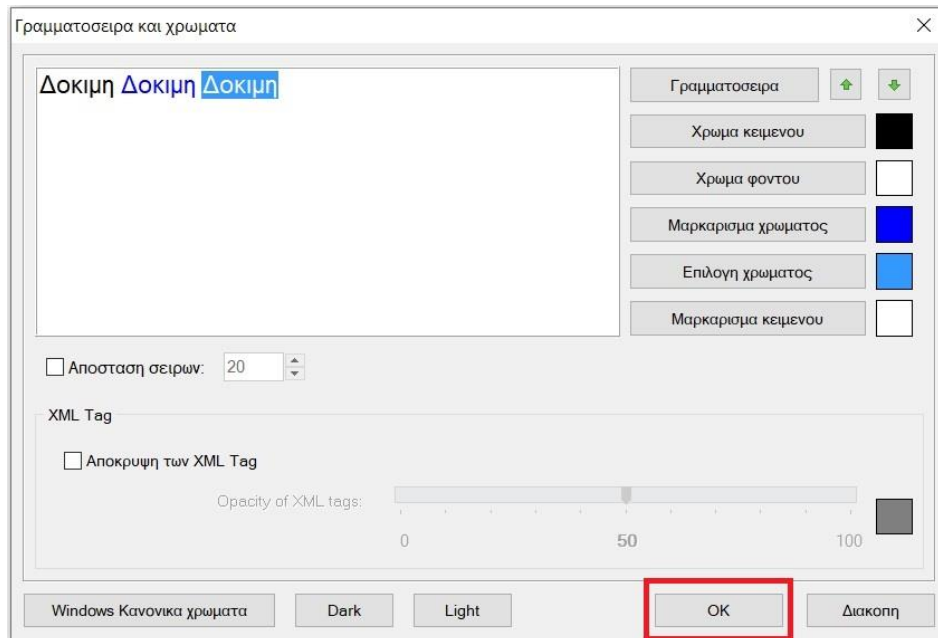 Γραμματοσειρα και χρωματα
Δοκιμη Δοκιμη Δοκιμη
Γραμματοσειρα
Χρωμα κειμενου
Χρωμα φοντου
Μαρκαρισμα χρωματος
Επιλογη χρωματος
Μαρκαρισμα κειμενου
Αποσταση σειρων: 20
XML Tag
Αποκρυψη των XML Tag
Opacity of XML tags:
0 50 100
Windows Κανονικα χρωματα Dark Light OK Διακοπη